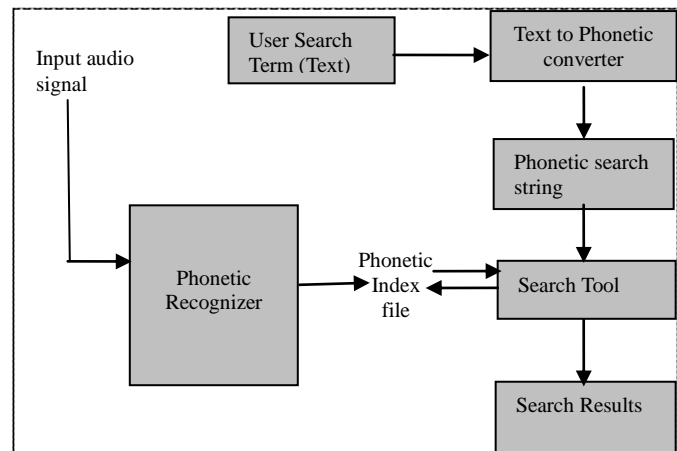 User Search
Term (Text)
Text to Phonetic
converter
Input audio
signal
Phonetic search
string
Phonetic
Recognizer
Phonetic
Index
file
Search Tool
Search Results